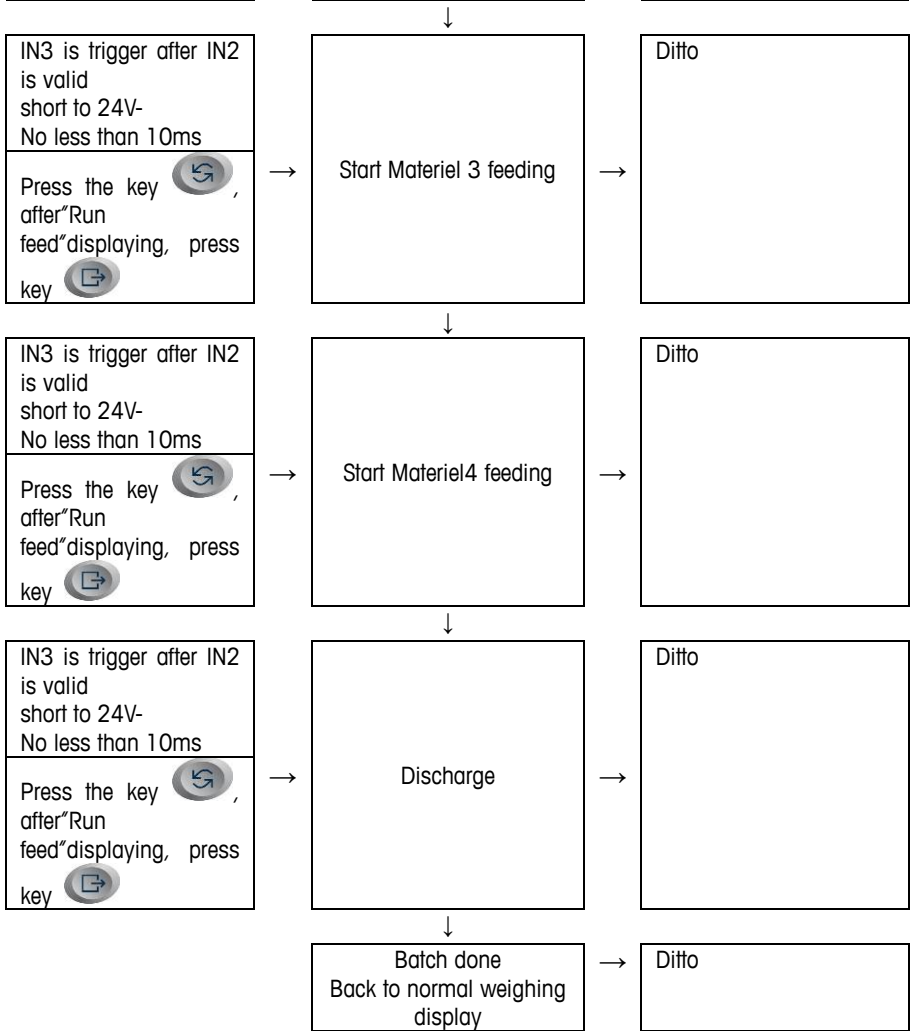 ↓
IN3 is trigger after IN2
is valid
short to 24V-
No less than 10ms
Press the key ,
after"Run
feed"displaying, press
key
→
Start Materiel 3 feeding
→
Ditto
↓
IN3 is trigger after IN2
is valid
short to 24V-
No less than 10ms
Press the key ,
after"Run
feed"displaying, press
key
→
Start Materiel4 feeding
→
Ditto
↓
IN3 is trigger after IN2
is valid
short to 24V-
No less than 10ms
Press the key ,
after"Run
feed"displaying, press
key
→
Discharge
→
Ditto
↓
Batch done
Back to normal weighing
display
→
Ditto